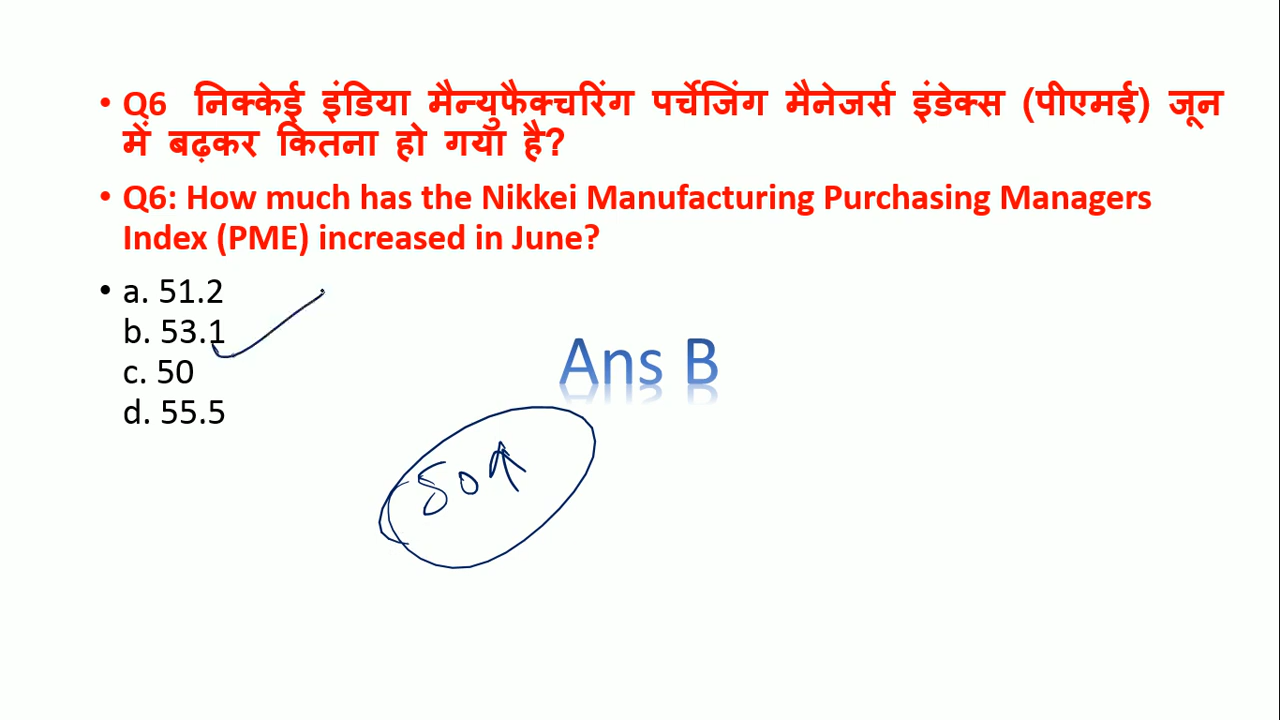 • Q6 निक्केई इंडिया मैन्युफैक्चरिंग पर्चेजिंग मैनेजर्स इंडेक्स (पीएमई) जून
में बढ़कर कितना हो गया है?
• Q6: How much has the Nikkei Manufacturing Purchasing Managers
Index (PME) increased in June?
• a. 51.2
b. 53.1
c. 50
d. 55.5
Ans B
50↑